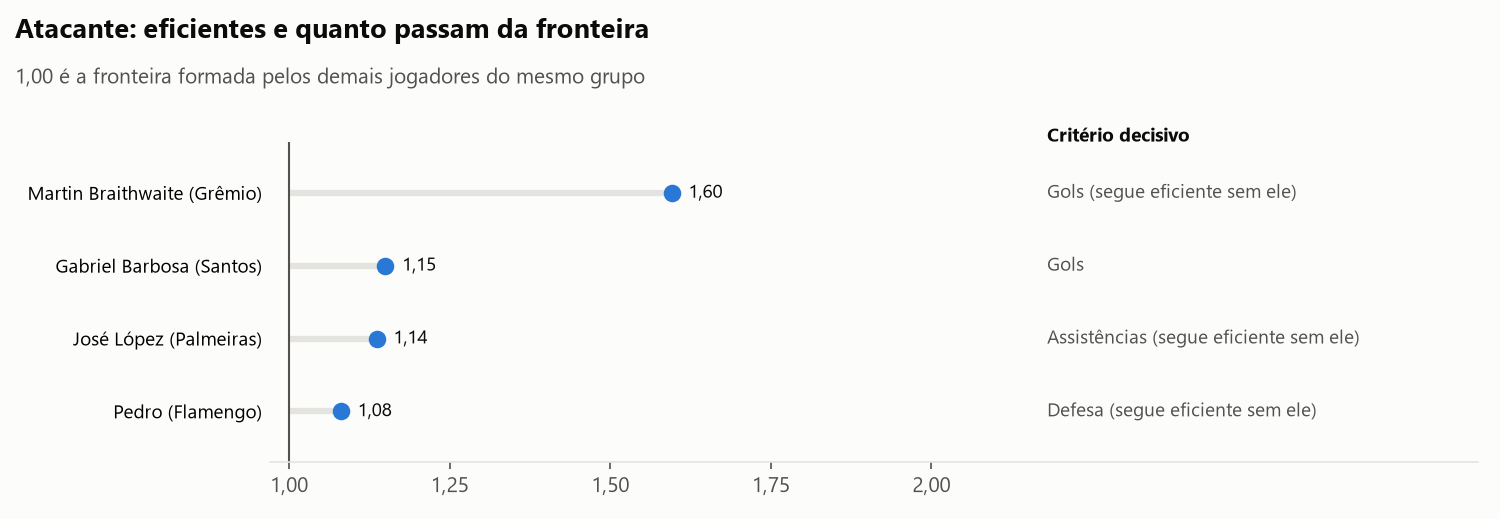 Atacante: eficientes e quanto passam da fronteira
1,00 é a fronteira formada pelos demais jogadores do mesmo grupo
Critério decisivo
Martin Braithwaite (Grêmio) 1,60 Gols (segue eficiente sem ele)
Gabriel Barbosa (Santos) 1,15 Gols
José López (Palmeiras) 1,14 Assistências (segue eficiente sem ele)
Pedro (Flamengo) 1,08 Defesa (segue eficiente sem ele)
1,00 1,25 1,50 1,75 2,00